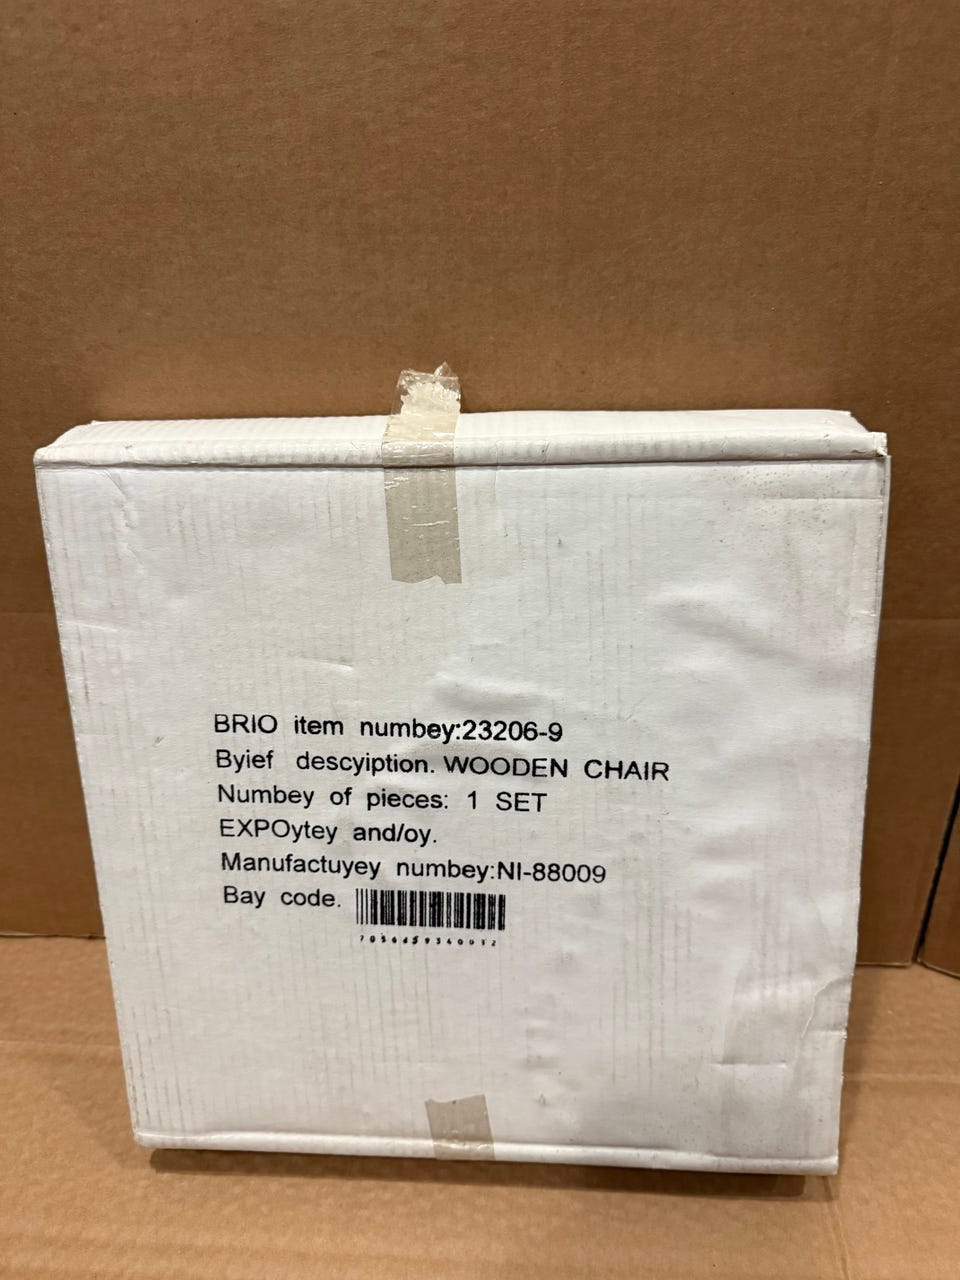 BRIO item numbey:23206-9
Byief descyiption. WOODEN CHAIR
Numbey of pieces: 1 SET
EXPOytey and/oy.
Manufactuyey numbey:NI-88009
Bay code.